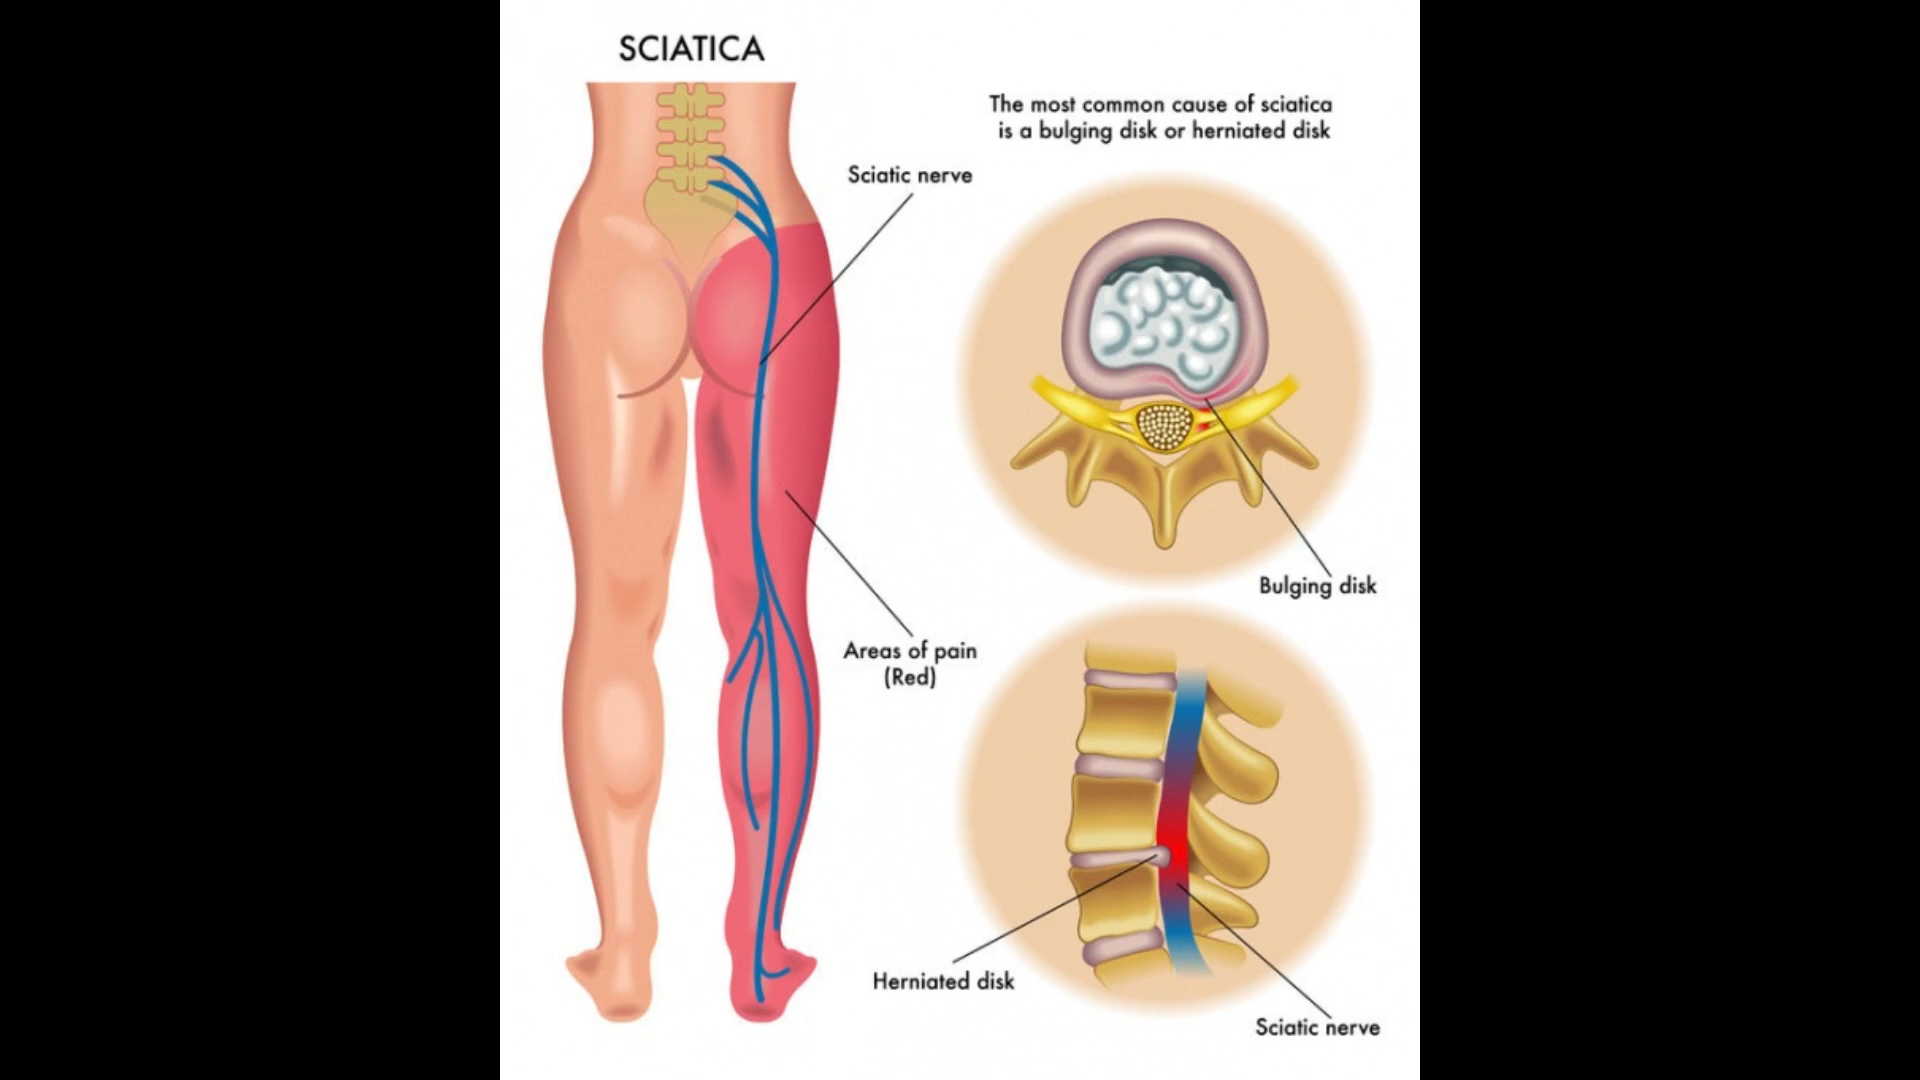 SCIATICA
The most common cause of sciatica
is a bulging disk or herniated disk
Sciatic nerve
Bulging disk
Areas of pain
(Red)
Herniated disk
Sciatic nerve